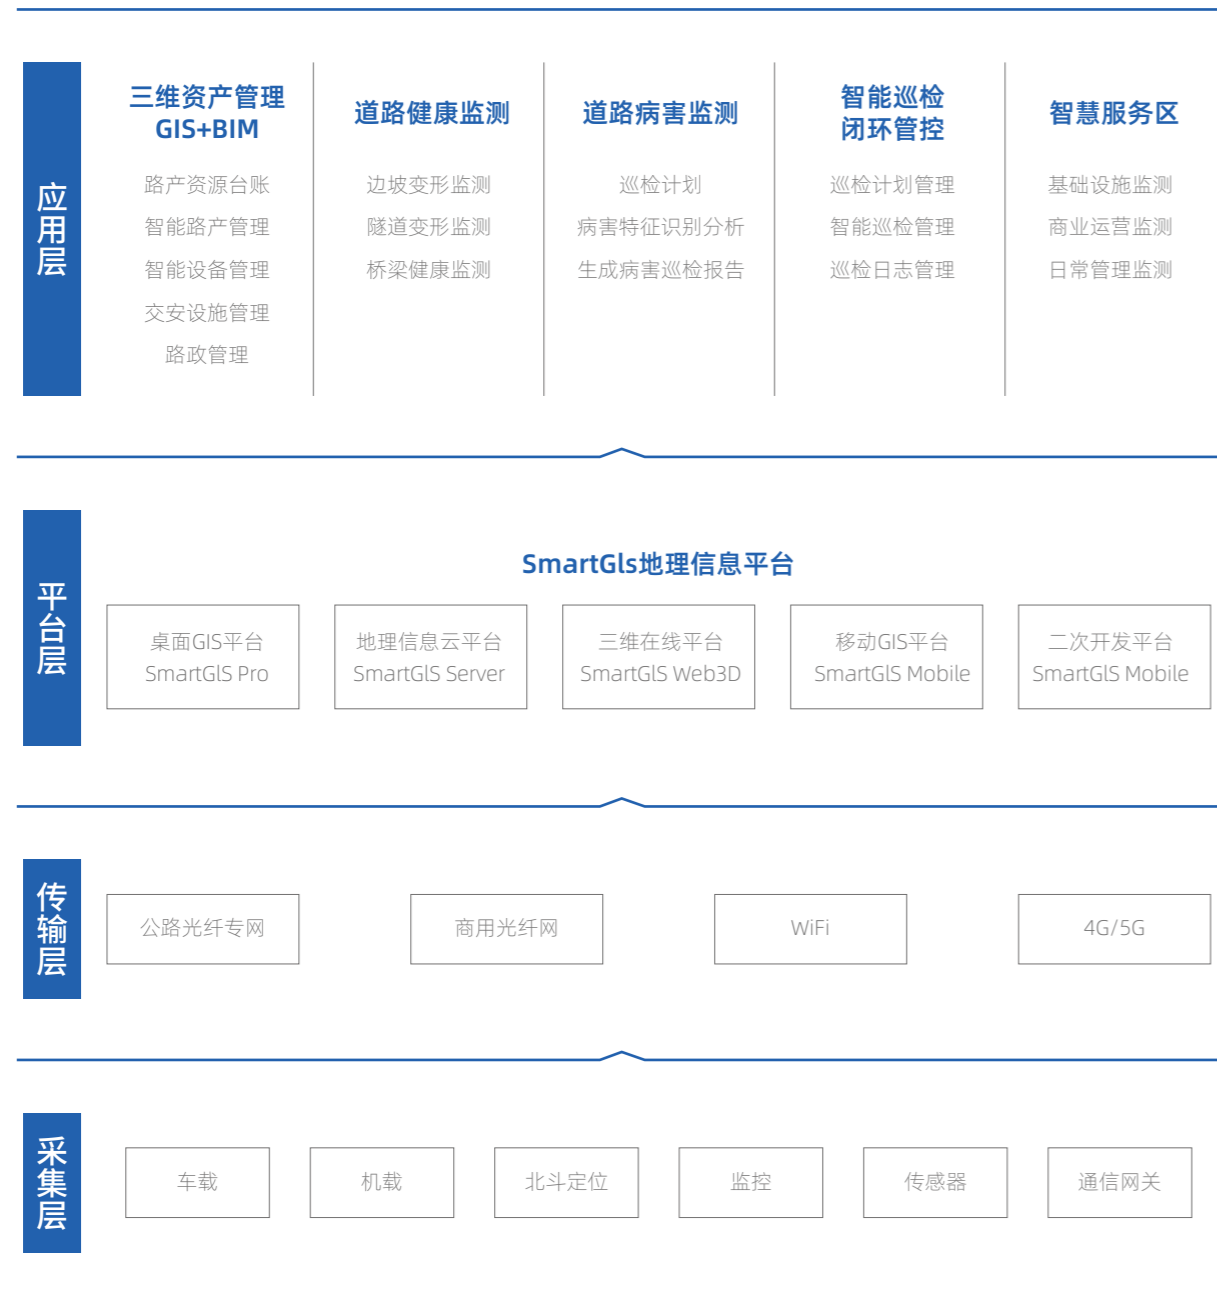 应用层
三维资产管理
GIS+BIM
路产资源台账
智能路产管理
智能设备管理
交安设施管理
路政管理
道路健康监测
边坡变形监测
隧道变形监测
桥梁健康监测
道路病害监测
巡检计划
病害特征识别分析
生成病害巡检报告
智能巡检
闭环管控
巡检计划管理
智能巡检管理
巡检日志管理
智慧服务区
基础设施监测
商业运营监测
日常管理监测
平台层
SmartGls地理信息平台
桌面GIS平台
SmartGlS Pro
地理信息云平台
SmartGlS Server
三维在线平台
SmartGlS Web3D
移动GIS平台
SmartGlS Mobile
二次开发平台
SmartGlS Mobile
传输层
公路光纤专网
商用光纤网
WiFi
4G/5G
采集层
车载
机载
北斗定位
监控
传感器
通信网关